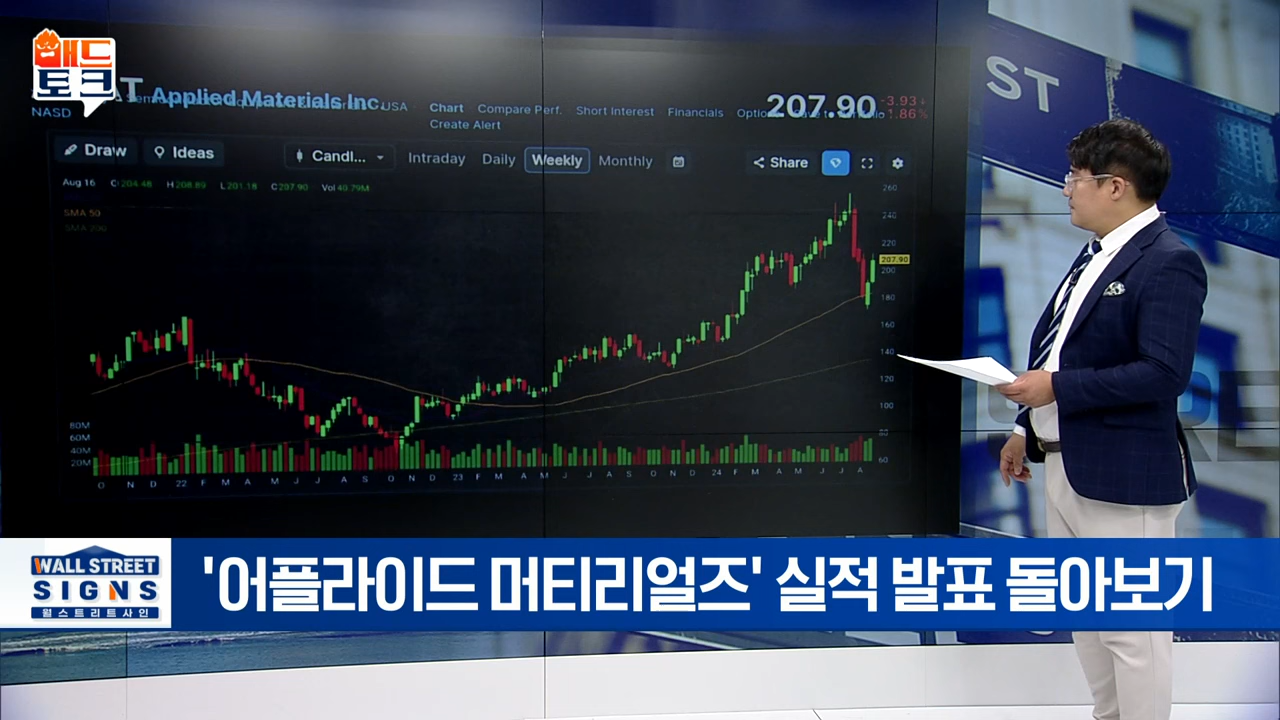 매드
토크
T Applied Materials Inc.
USA
NASD
Chart Compare Perf. Short Interest Financials
Create Alert
207.90
-3.93
1.86%
ST
Draw Ideas Candl... Intraday Daily Weekly Monthly Share
Aug 16 O:204.48 H 208.89 L 201.18 C 207.90 Vol 40.79M
SMA 50
SMA 200
260
240
220
207.90
200
180
160
140
120
100
80
60
80M
60M
40M
20M
O N D 22 F M A M J J A S O N D 23 F M A M J J A S O N D 24 F M A M J J A
WALL STREET
SIGNS
월스트리트사인
'어플라이드 머티리얼즈' 실적 발표 돌아보기